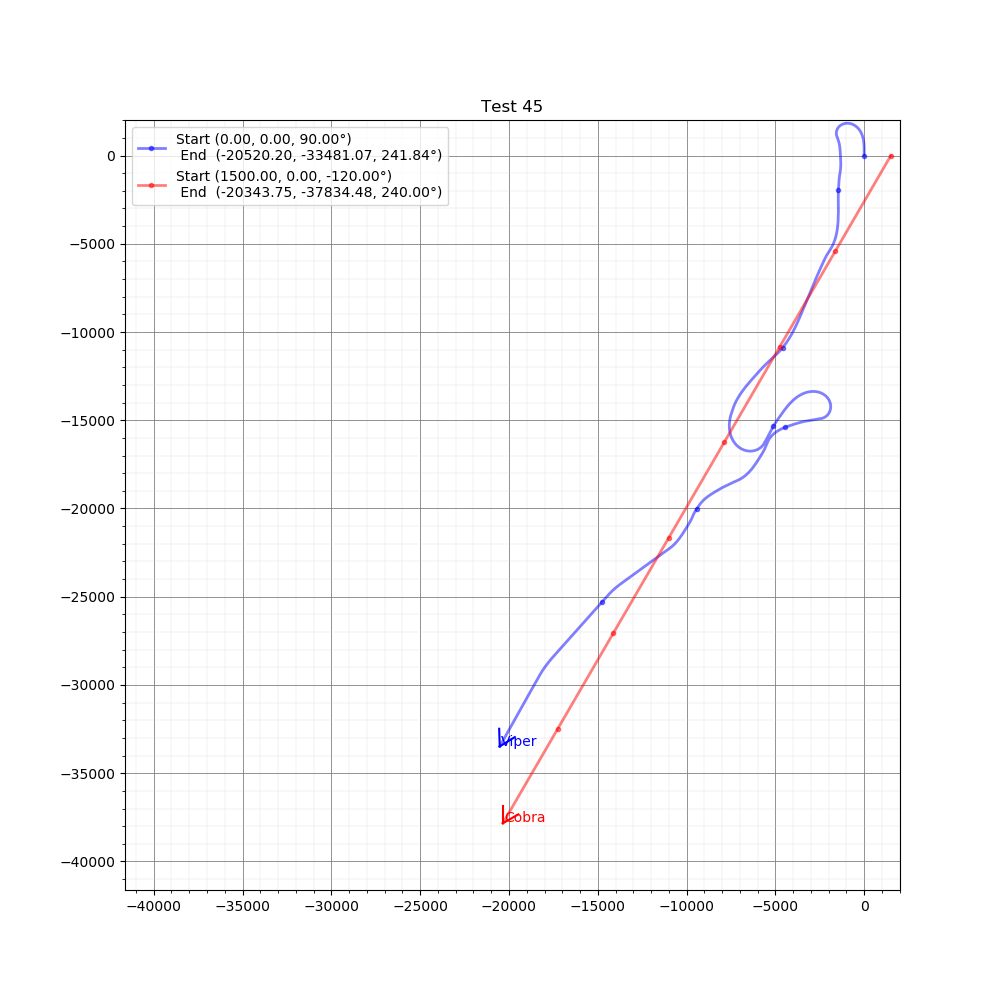 Test 45
Start (0.00, 0.00, 90.00°)
End (-20520.20, -33481.07, 241.84°)
Start (1500.00, 0.00, -120.00°)
End (-20343.75, -37834.48, 240.00°)
0
−5000
−10000
−15000
−20000
−25000
−30000
−35000
−40000
Viper
Cobra
−40000 −35000 −30000 −25000 −20000 −15000 −10000 −5000 0